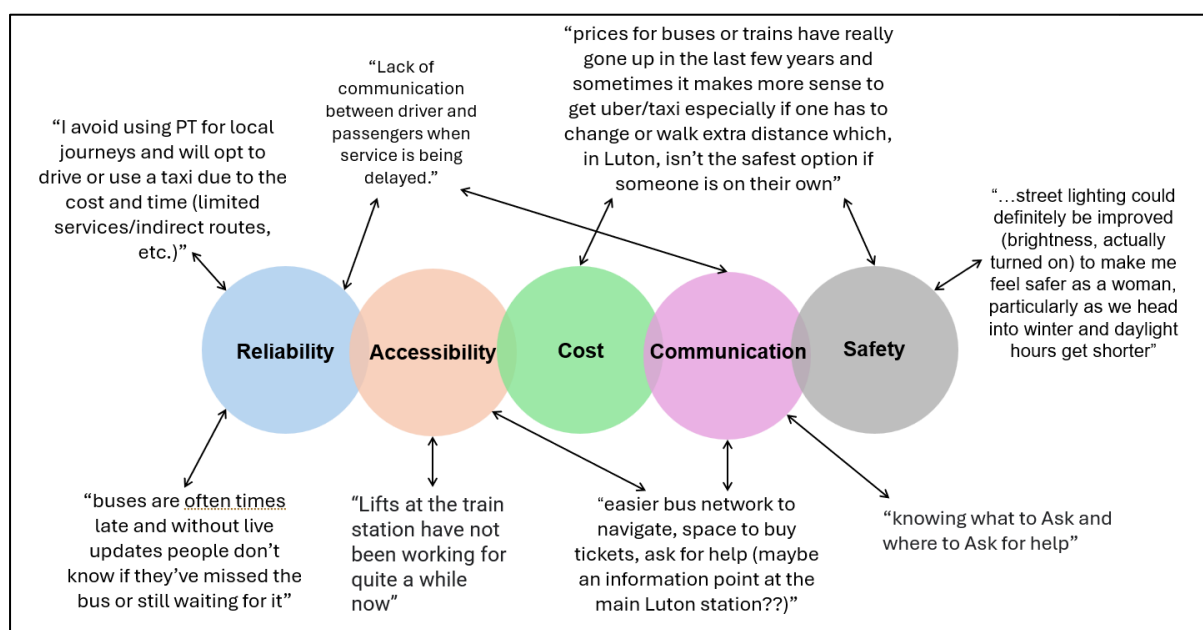 “I avoid using PT for local
journeys and will opt to
drive or use a taxi due to the
cost and time (limited
services/indirect routes,
etc.)”
“Lack of
communication
between driver and
passengers when
service is being
delayed.”
“prices for buses or trains have really
gone up in the last few years and
sometimes it makes more sense to
get uber/taxi especially if one has to
change or walk extra distance which,
in Luton, isn’t the safest option if
someone is on their own”
“…street lighting could
definitely be improved
(brightness, actually
turned on) to make me
feel safer as a woman,
particularly as we head
into winter and daylight
hours get shorter”
Reliability
Accessibility
Cost
Communication
Safety
“buses are often times
late and without live
updates people don’t
know if they’ve missed the
bus or still waiting for it”
“Lifts at the train
station have not
been working for
quite a while
now”
“easier bus network to
navigate, space to buy
tickets, ask for help (maybe
an information point at the
main Luton station??)”
“knowing what to Ask and
where to Ask for help”